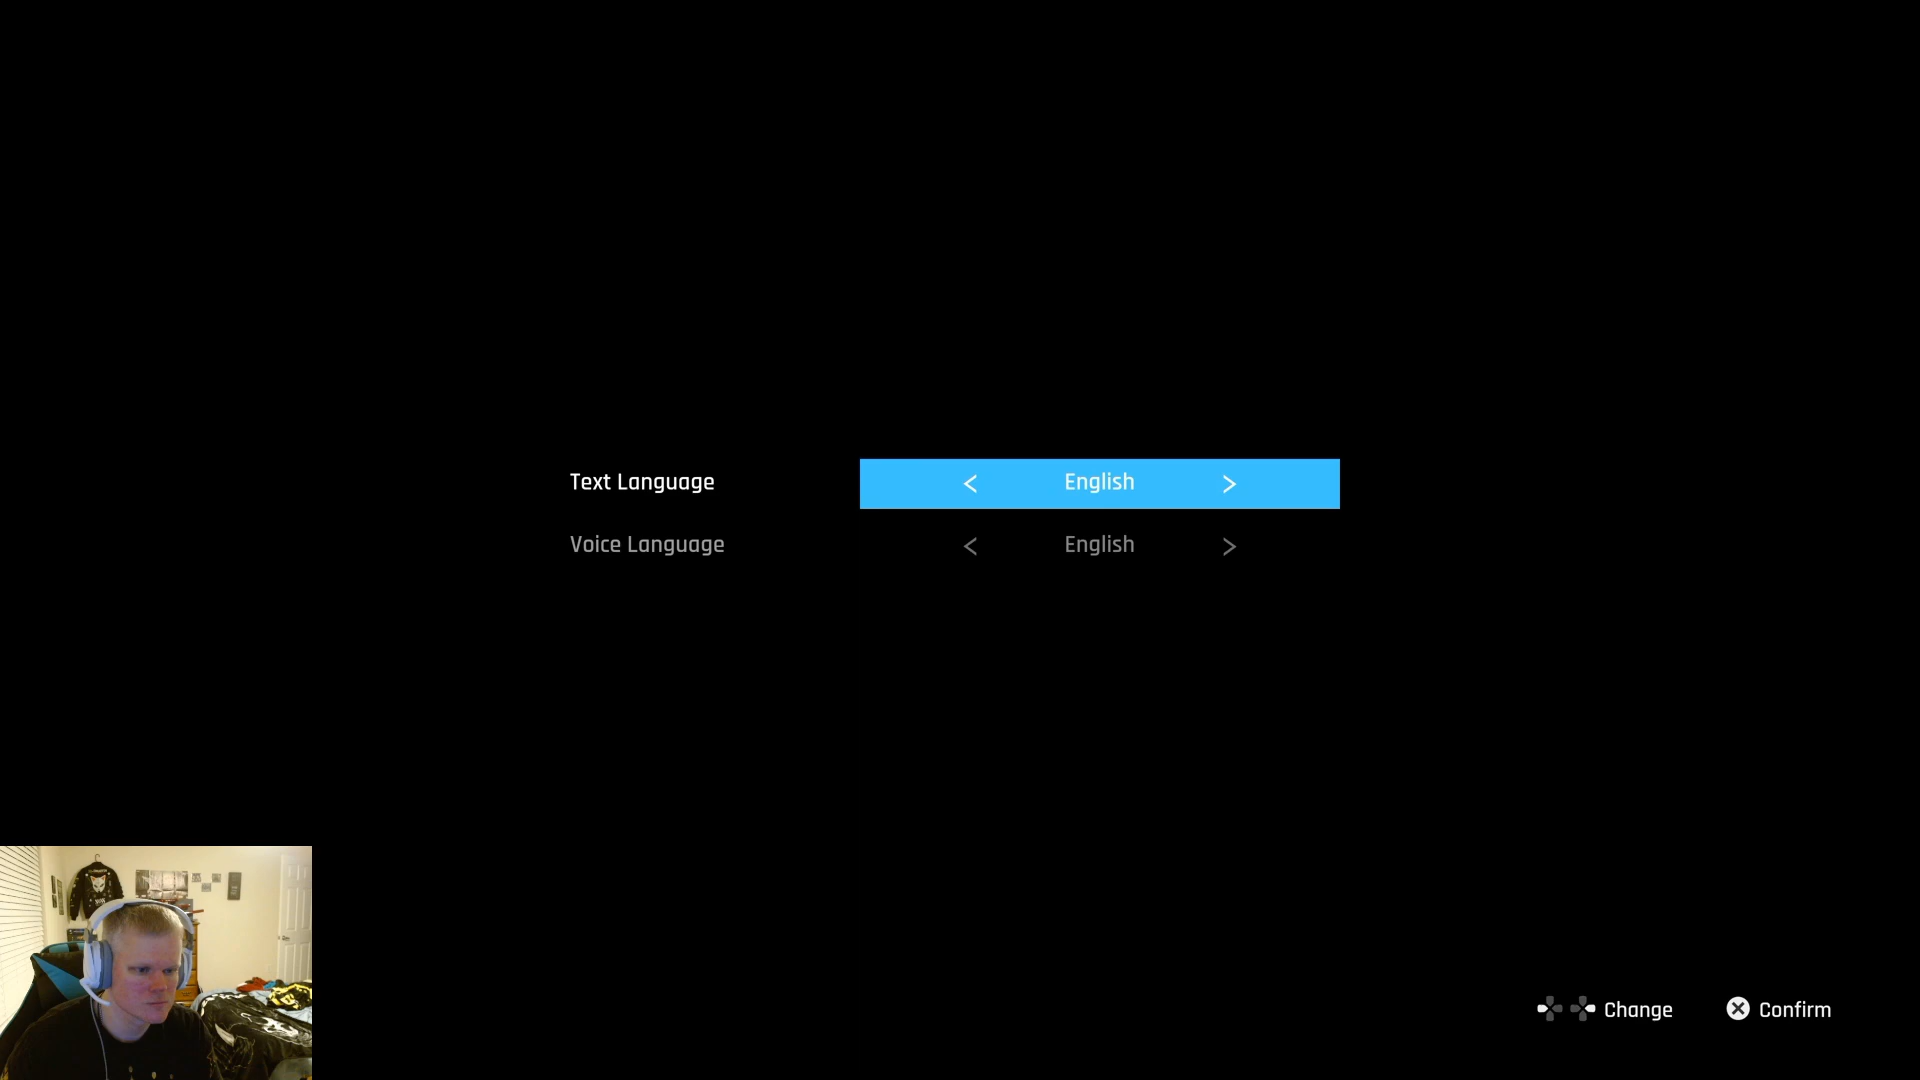 Text Language
< English >
Voice Language
< English >
Change
Confirm